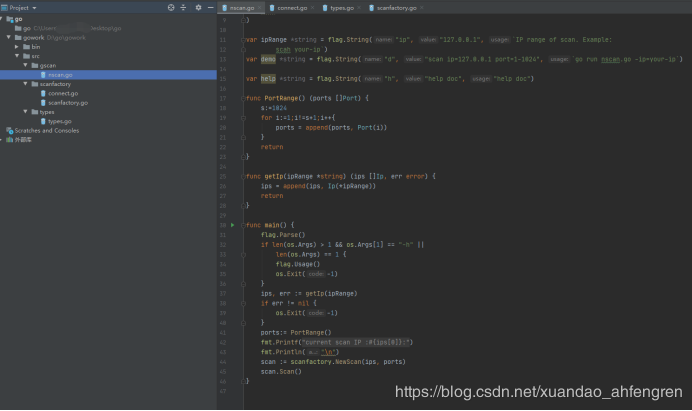 Project
nscan.go
connect.go
types.go
scanfactory.go
go
go C:\Users\ \Desktop\go
gowork D:\go\gowork
bin
src
gscan
nscan.go
scanfactory
connect.go
scanfactory.go
types
types.go
Scratches and Consoles
外部库
9 )
var ipRange *string = flag.String( name: "ip", value: "127.0.0.1", usage: `IP range of scan. Example:
scan your-ip`)
var demo *string = flag.String( name: "d", value: "scan ip=127.0.0.1 port=1-1024", usage: `go run nscan.go -ip=your-ip`)
var help *string = flag.String( name: "h", value: "help doc", usage: "help doc")
func PortRange() (ports []Port) {
s:=1024
for i:=1;i!=s+1;i++{
ports = append(ports, Port(i))
}
return
}
func getIp(ipRange *string) (ips []Ip, err error) {
ips = append(ips, Ip(*ipRange))
return
}
func main() {
flag.Parse()
if len(os.Args) > 1 && os.Args[1] == "-h" ||
len(os.Args) == 1 {
flag.Usage()
os.Exit( code: -1)
}
ips, err := getIp(ipRange)
if err != nil {
os.Exit( code: -1)
}
ports:= PortRange()
fmt.Printf("current scan IP :#{ips[0]}:")
fmt.Println( a...: "\n")
scan := scanfactory.NewScan(ips, ports)
scan.Scan()
}
https://blog.csdn.net/xuandao_ahfengren